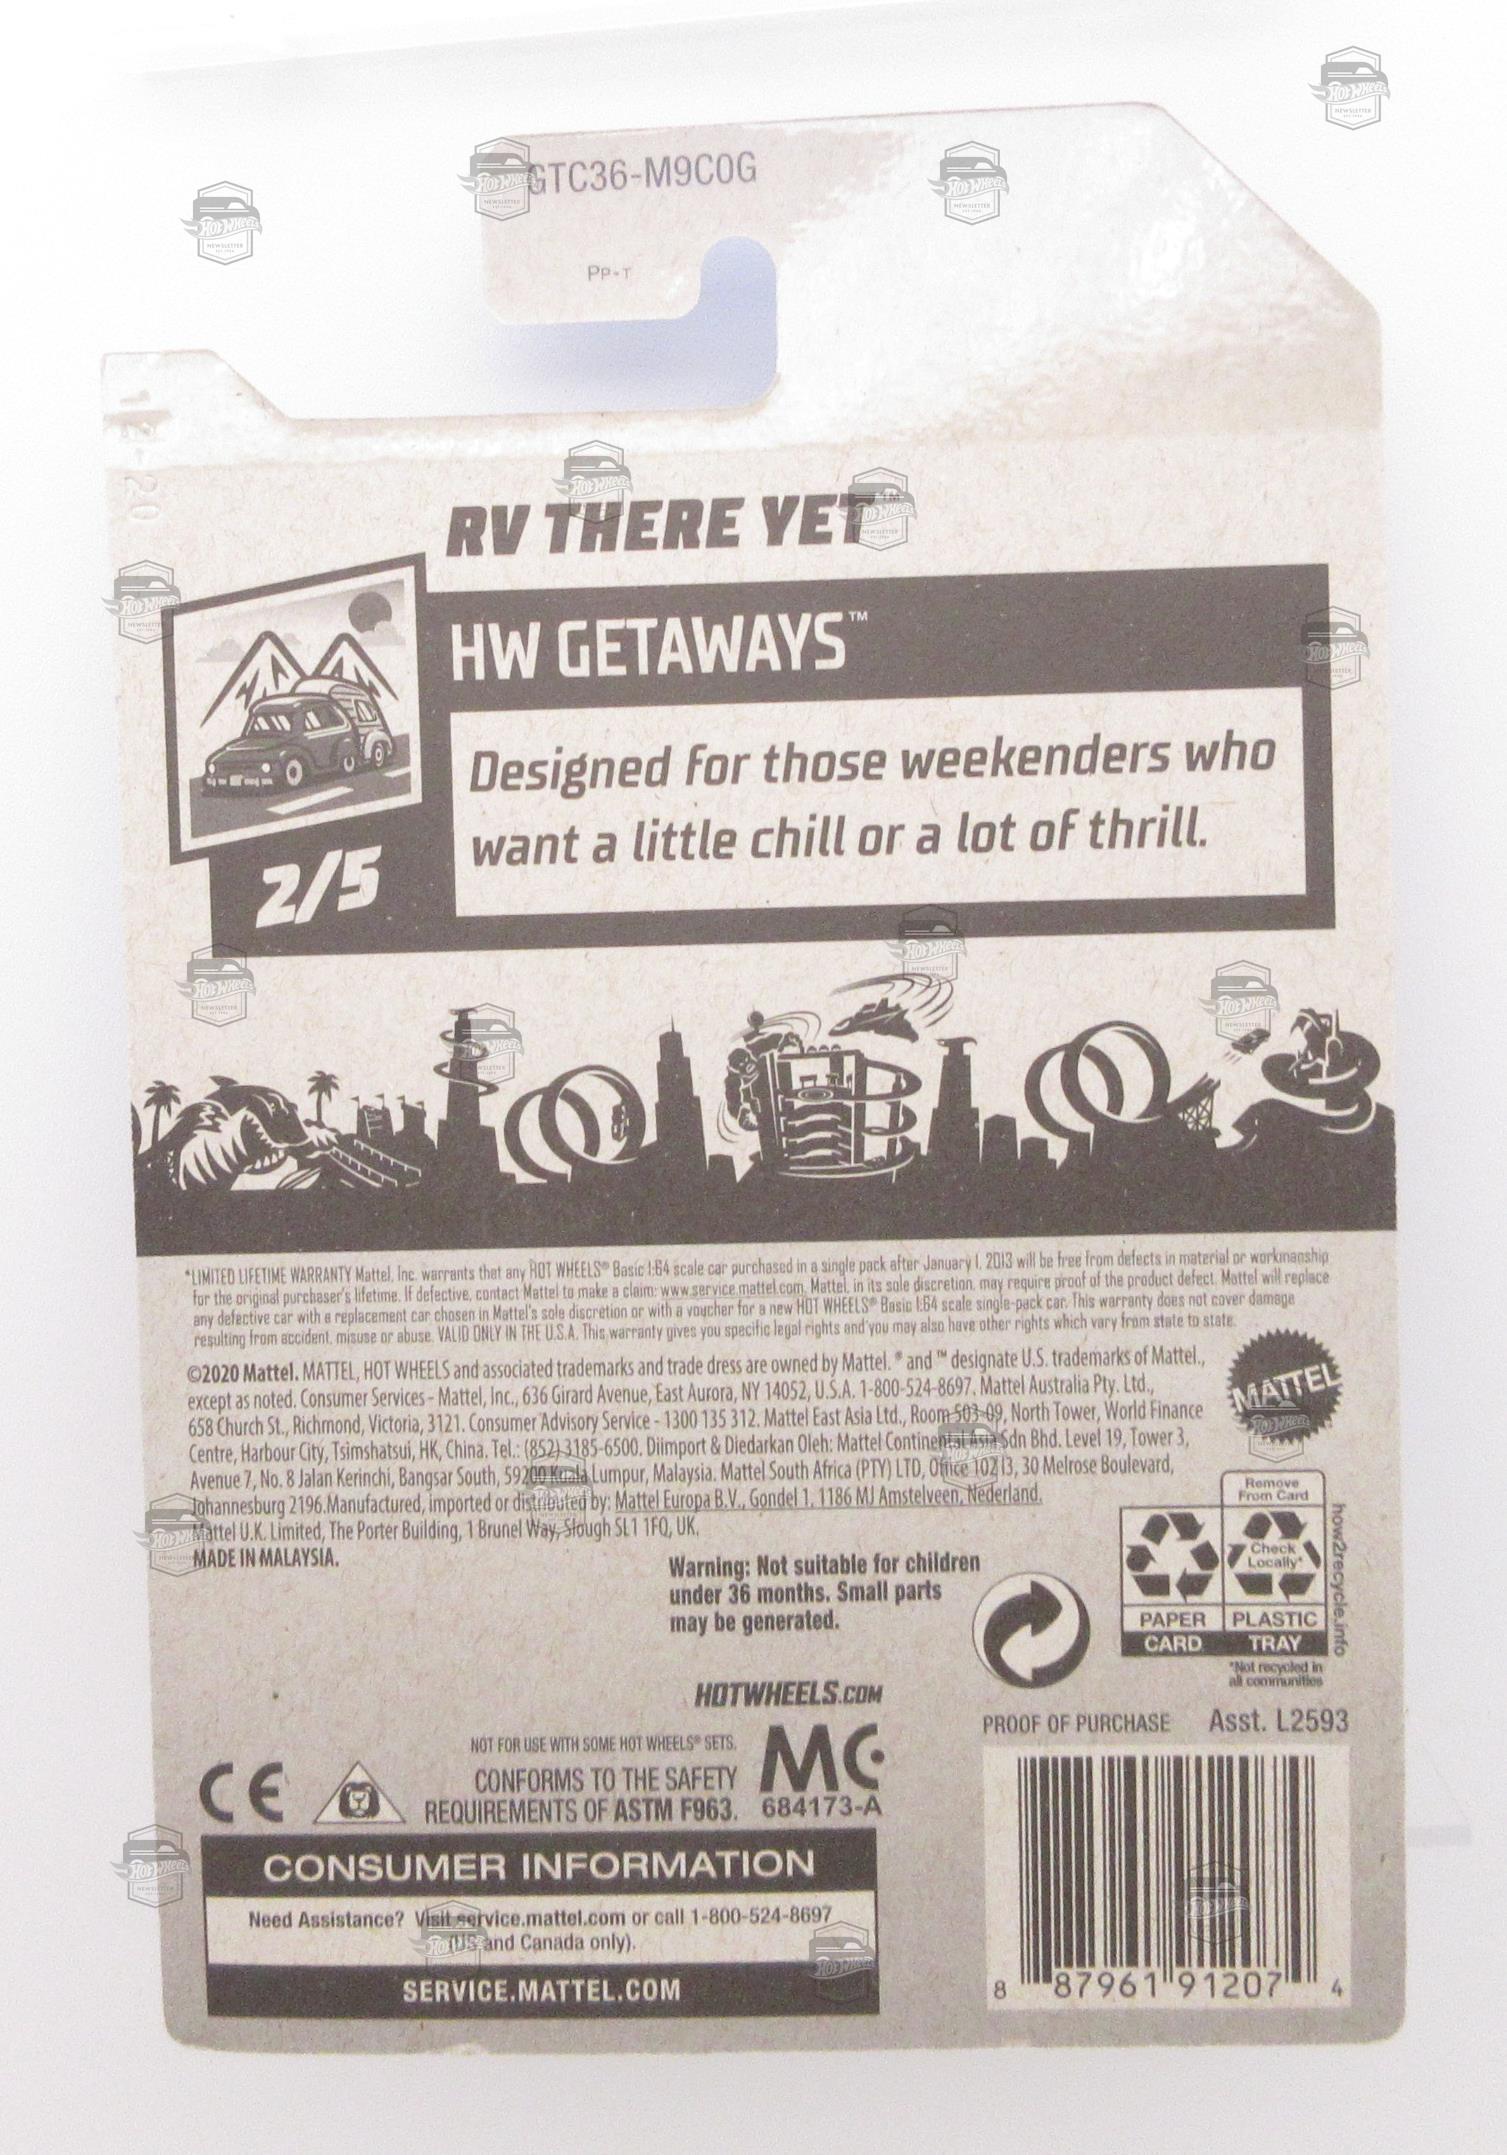 GTC36-M9C0G
PP-T
20
RV THERE YET™
HW GETAWAYS™
Designed for those weekenders who
want a little chill or a lot of thrill.
2/5
*LIMITED LIFETIME WARRANTY Mattel, Inc. warrants that any HOT WHEELS® Basic 1:64 scale car purchased in a single pack after January 1, 2013 will be free from defects in material or workmanship
for the original purchaser's lifetime. If defective, contact Mattel to make a claim: www.service.mattel.com. Mattel, in its sole discretion, may require proof of the product defect. Mattel will replace
any defective car with a replacement car chosen in Mattel's sole discretion or with a voucher for a new HOT WHEELS® Basic 1:64 scale single-pack car. This warranty does not cover damage
resulting from accident, misuse or abuse. VALID ONLY IN THE U.S.A. This warranty gives you specific legal rights and you may also have other rights which vary from state to state.
©2020 Mattel. MATTEL, HOT WHEELS and associated trademarks and trade dress are owned by Mattel. ® and ™ designate U.S. trademarks of Mattel.,
except as noted. Consumer Services - Mattel, Inc., 636 Girard Avenue, East Aurora, NY 14052, U.S.A. 1-800-524-8697. Mattel Australia Pty. Ltd.,
658 Church St., Richmond, Victoria, 3121. Consumer Advisory Service - 1300 135 312. Mattel East Asia Ltd., Room 503-09, North Tower, World Finance
Centre, Harbour City, Tsimshatsui, HK, China. Tel.: (852) 3185-6500. Diimport & Diedarkan Oleh: Mattel Continental Asia Sdn Bhd. Level 19, Tower 3,
Avenue 7, No. 8 Jalan Kerinchi, Bangsar South, 59200 Kuala Lumpur, Malaysia. Mattel South Africa (PTY) LTD, Office 102 I3, 30 Melrose Boulevard,
Johannesburg 2196. Manufactured, imported or distributed by: Mattel Europa B.V., Gondel 1, 1186 MJ Amstelveen, Nederland.
Mattel U.K. Limited, The Porter Building, 1 Brunel Way, Slough SL1 1FQ, UK.
MADE IN MALAYSIA.
MATTEL
Warning: Not suitable for children
under 36 months. Small parts
may be generated.
Remove
From Card
Check
Locally*
PAPER
CARD
PLASTIC
TRAY
how2recycle.info
*Not recycled in
all communities
HOTWHEELS.COM
NOT FOR USE WITH SOME HOT WHEELS® SETS.
CONFORMS TO THE SAFETY
REQUIREMENTS OF ASTM F963.
CE
MC
684173-A
PROOF OF PURCHASE Asst. L2593
CONSUMER INFORMATION
Need Assistance? Visit service.mattel.com or call 1-800-524-8697
(US and Canada only).
SERVICE.MATTEL.COM
8 87961 91207 4
HOT WHEELS
NEWSLETTER